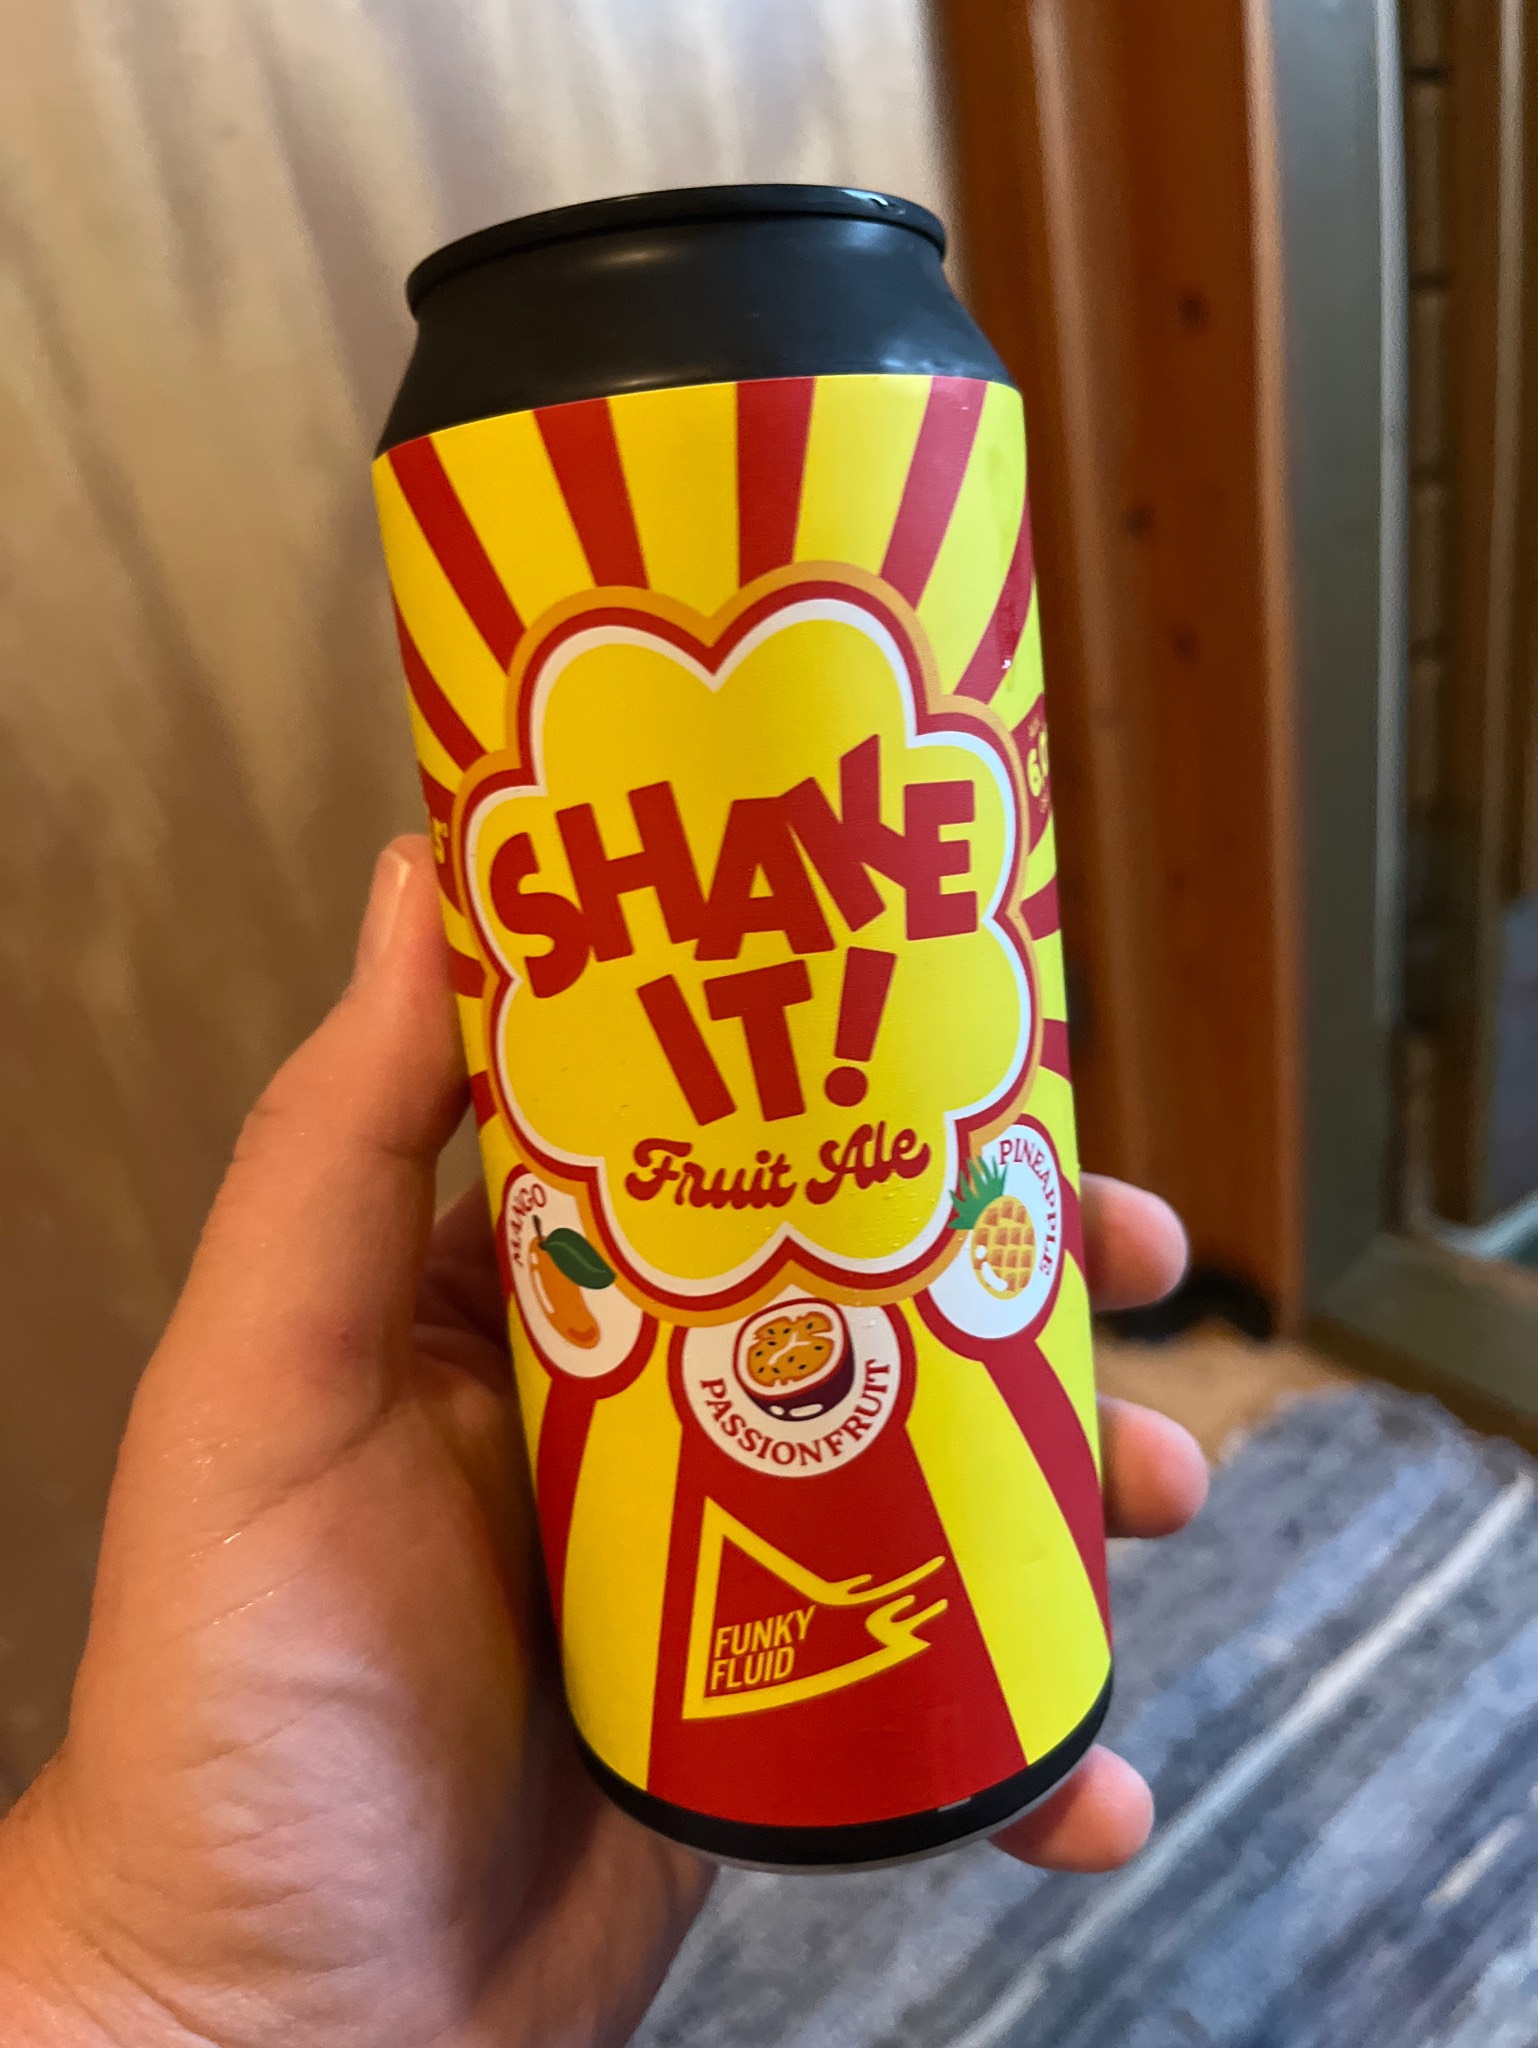 SHAKE
IT!
Fruit Ale
MANGO
PINEAPPLE
PASSIONFRUIT
FUNKY
FLUID